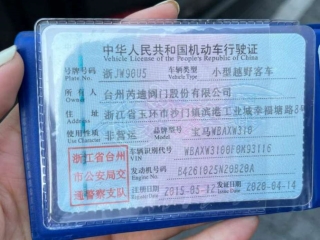 中华人民共和国机动车行驶证
Vehicle License of the People's Republic of China
号牌号码 浙JW960S 车辆类型 小型越野客车
Plate No. Vehicle Type
所有人 台州芮迪阀门股份有限公司
Owner
住址 浙江省玉环市沙门镇滨港工业城幸福塘路8号
Address
使用性质 非营运 品牌型号 宝马WBAXW310
Use Character Model
浙江省台州市公安局交通警察支队
车辆识别代号
VIN
发动机号码 B4261025N20B20A
Engine No.
注册日期 2015-05-12 发证日期 2020-04-14
Register Date Issue Date